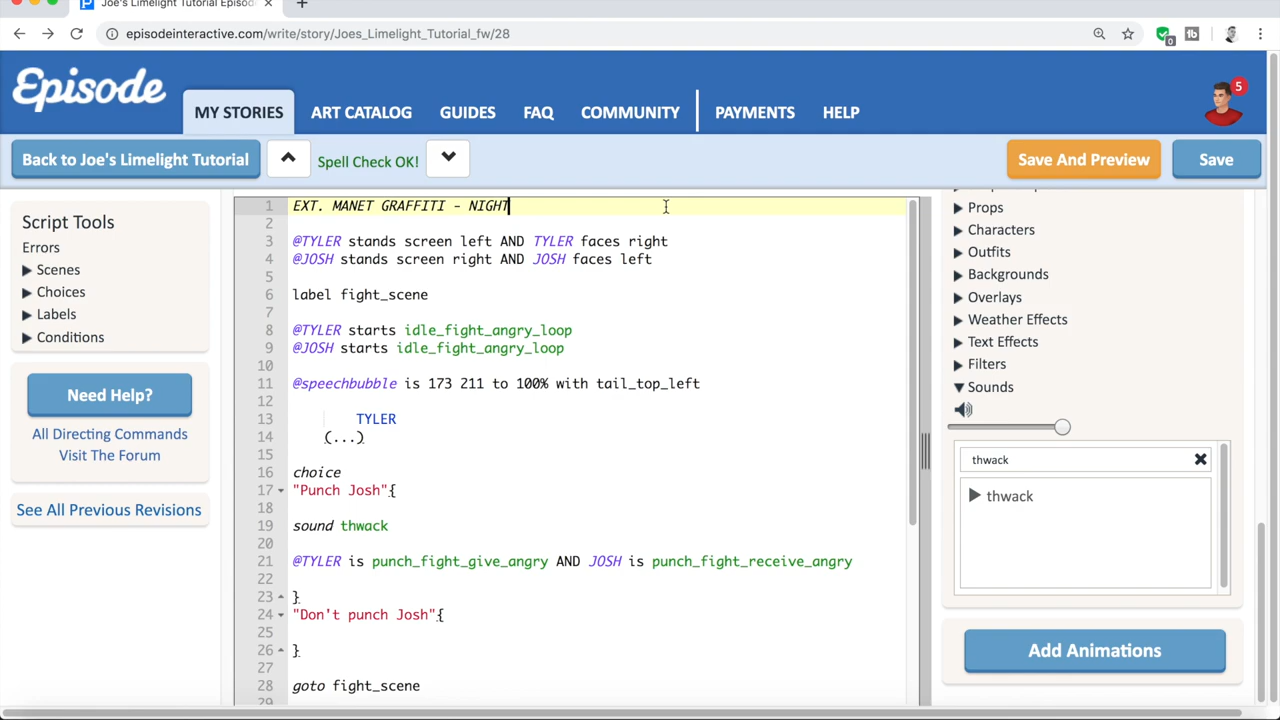 Joe's Limelight Tutorial Episod
episodeinteractive.com/write/story/Joes_Limelight_Tutorial_fw/28
0
tb
Episode
MY STORIES
ART CATALOG
GUIDES
FAQ
COMMUNITY
PAYMENTS
HELP
5
Back to Joe's Limelight Tutorial
Spell Check OK!
Save And Preview
Save
Script Tools
Errors
Scenes
Choices
Labels
Conditions
Need Help?
All Directing Commands
Visit The Forum
See All Previous Revisions
1 EXT. MANET GRAFFITI - NIGHT
2
3 @TYLER stands screen left AND TYLER faces right
4 @JOSH stands screen right AND JOSH faces left
5
6 label fight_scene
7
8 @TYLER starts idle_fight_angry_loop
9 @JOSH starts idle_fight_angry_loop
10
11 @speechbubble is 173 211 to 100% with tail_top_left
12
13 TYLER
14 (...)
15
16 choice
17 "Punch Josh"{
18
19 sound thwack
20
21 @TYLER is punch_fight_give_angry AND JOSH is punch_fight_receive_angry
22
23 }
24 "Don't punch Josh"{
25
26 }
27
28 goto fight_scene
29
Props
Characters
Outfits
Backgrounds
Overlays
Weather Effects
Text Effects
Filters
Sounds
thwack
thwack
Add Animations